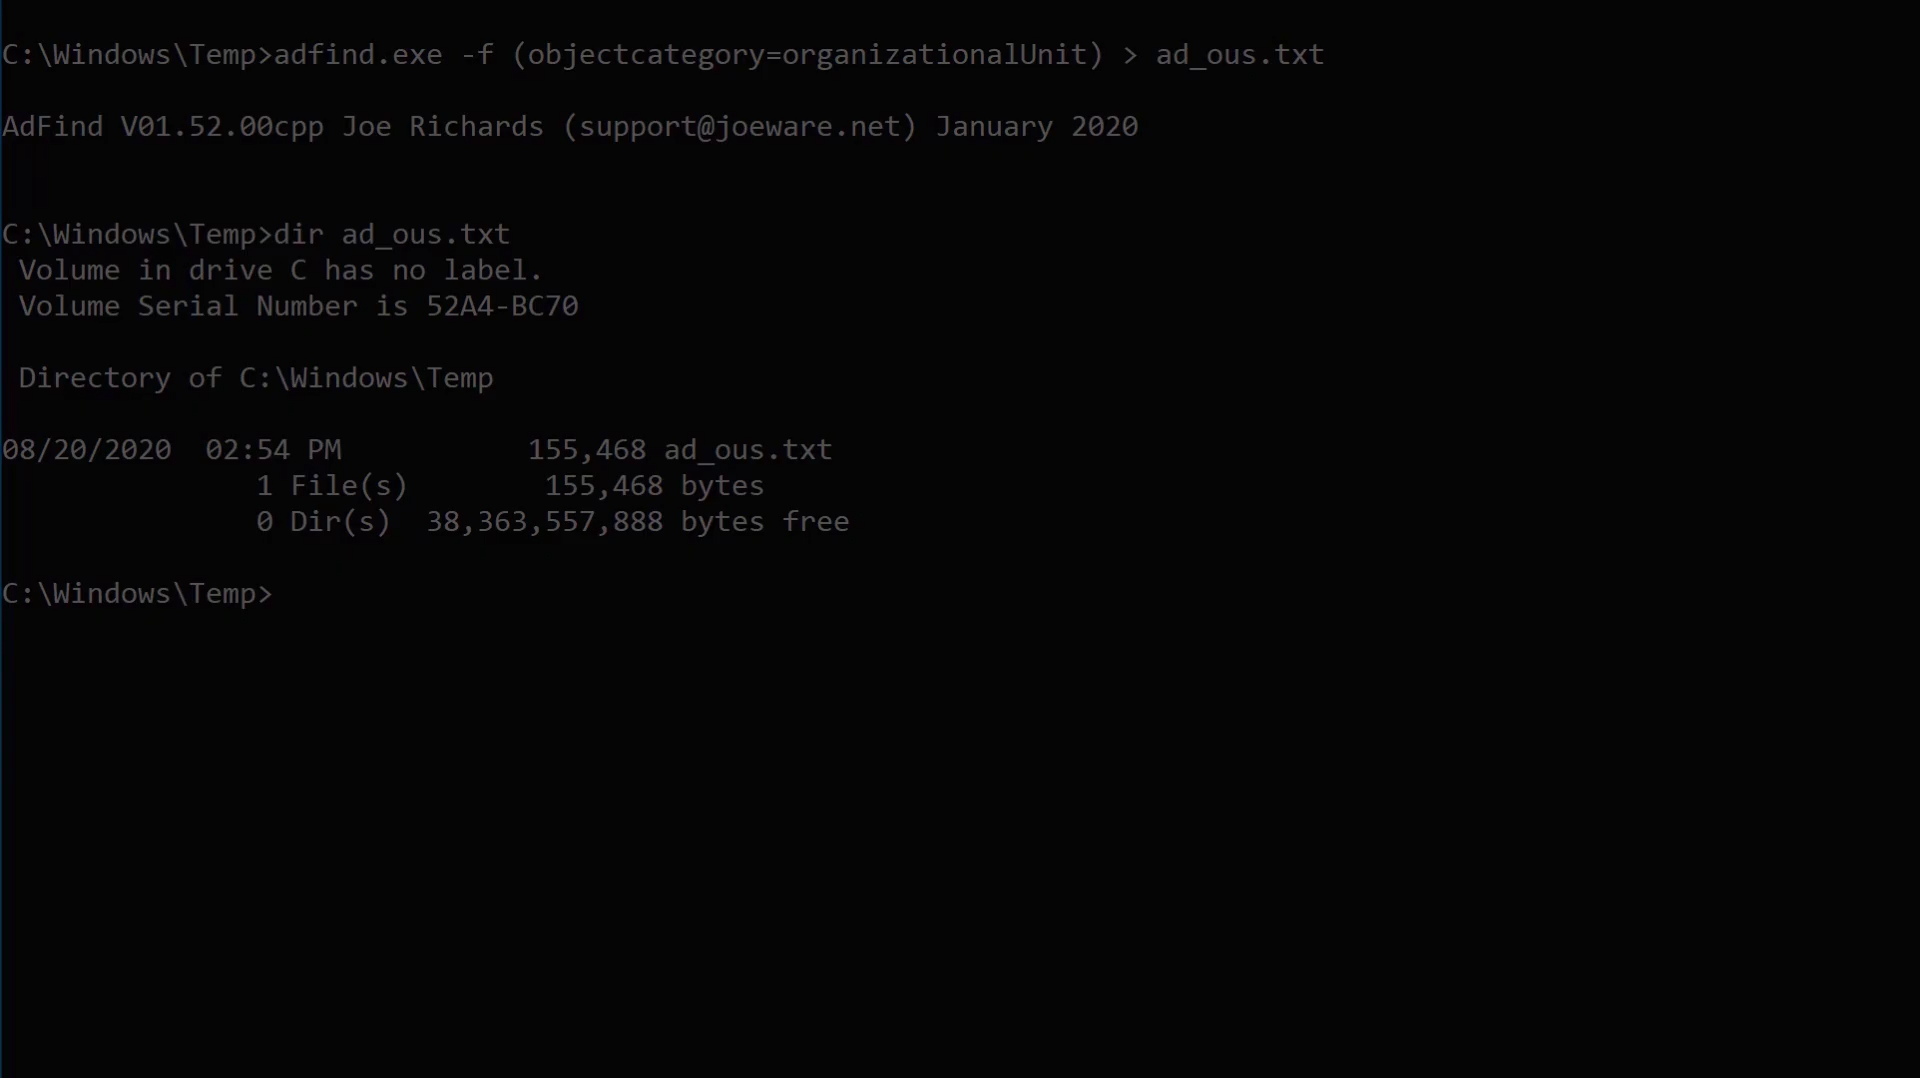 C:\Windows\Temp>adfind.exe -f (objectcategory=organizationalUnit) > ad_ous.txt
AdFind V01.52.00cpp Joe Richards (support@joeware.net) January 2020
C:\Windows\Temp>dir ad_ous.txt
Volume in drive C has no label.
Volume Serial Number is 52A4-BC70
Directory of C:\Windows\Temp
08/20/2020  02:54 PM           155,468 ad_ous.txt
1 File(s)        155,468 bytes
0 Dir(s)  38,363,557,888 bytes free
C:\Windows\Temp>